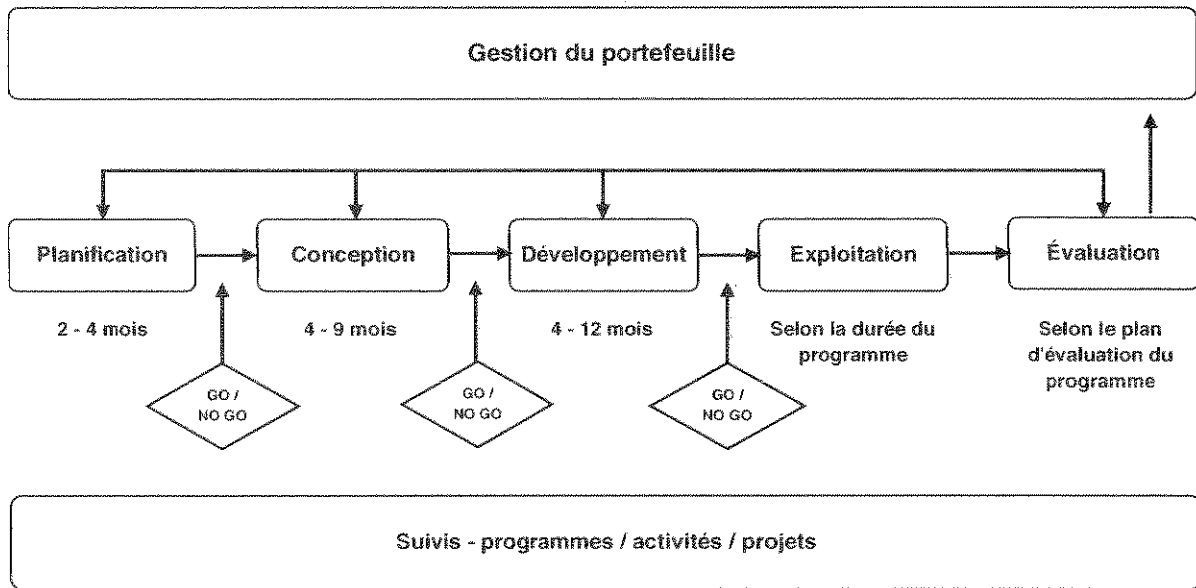 Gestion du portefeuille
Planification
Conception
Développement
Exploitation
Évaluation
2 - 4 mois
4 - 9 mois
4 - 12 mois
Selon la durée du
programme
Selon le plan
d'évaluation du
programme
GO /
NO GO
GO /
NO GO
GO /
NO GO
Suivis - programmes / activités / projets